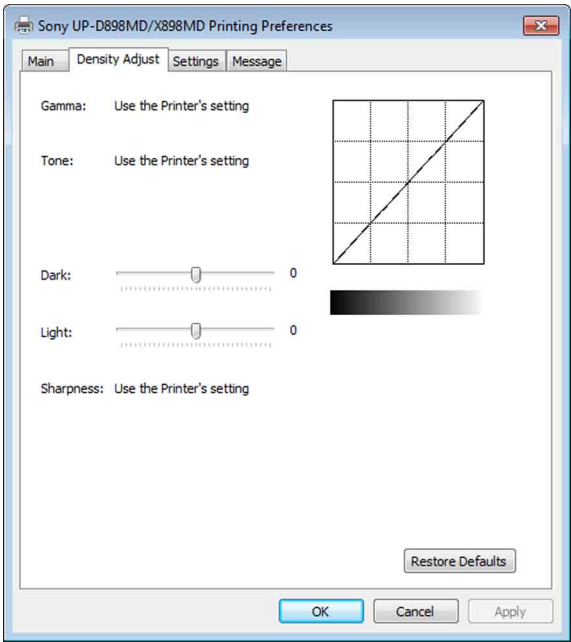 Sony UP-D898MD/X898MD Printing Preferences
Main Density Adjust Settings Message
Gamma: Use the Printer's setting
Tone: Use the Printer's setting
Dark: 0
Light: 0
Sharpness: Use the Printer's setting
Restore Defaults
OK Cancel Apply